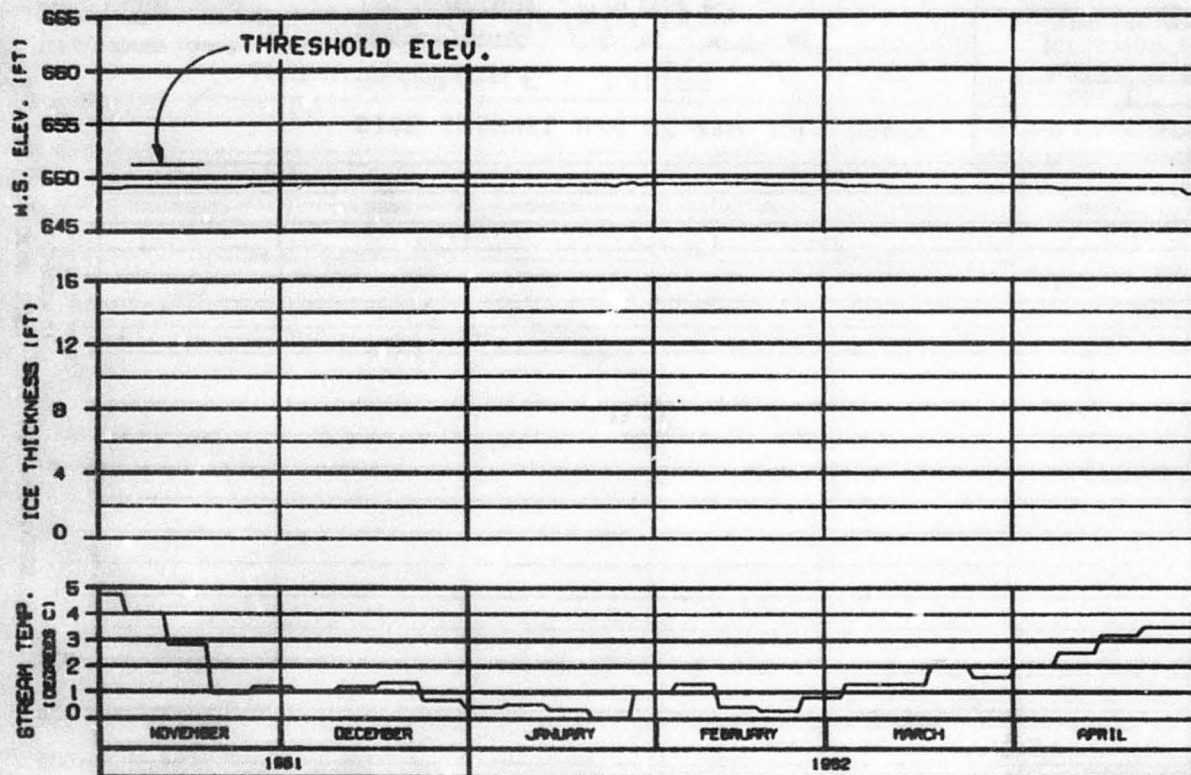 THRESHOLD ELEV.
W.S. ELEV. (FT)
665
660
655
650
645
ICE THICKNESS (FT)
16
12
8
4
0
STREAM TEMP.
(DEGREES C)
5
4
3
2
1
0
NOVEMBER
DECEMBER
JANUARY
FEBRUARY
MARCH
APRIL
1981
1982